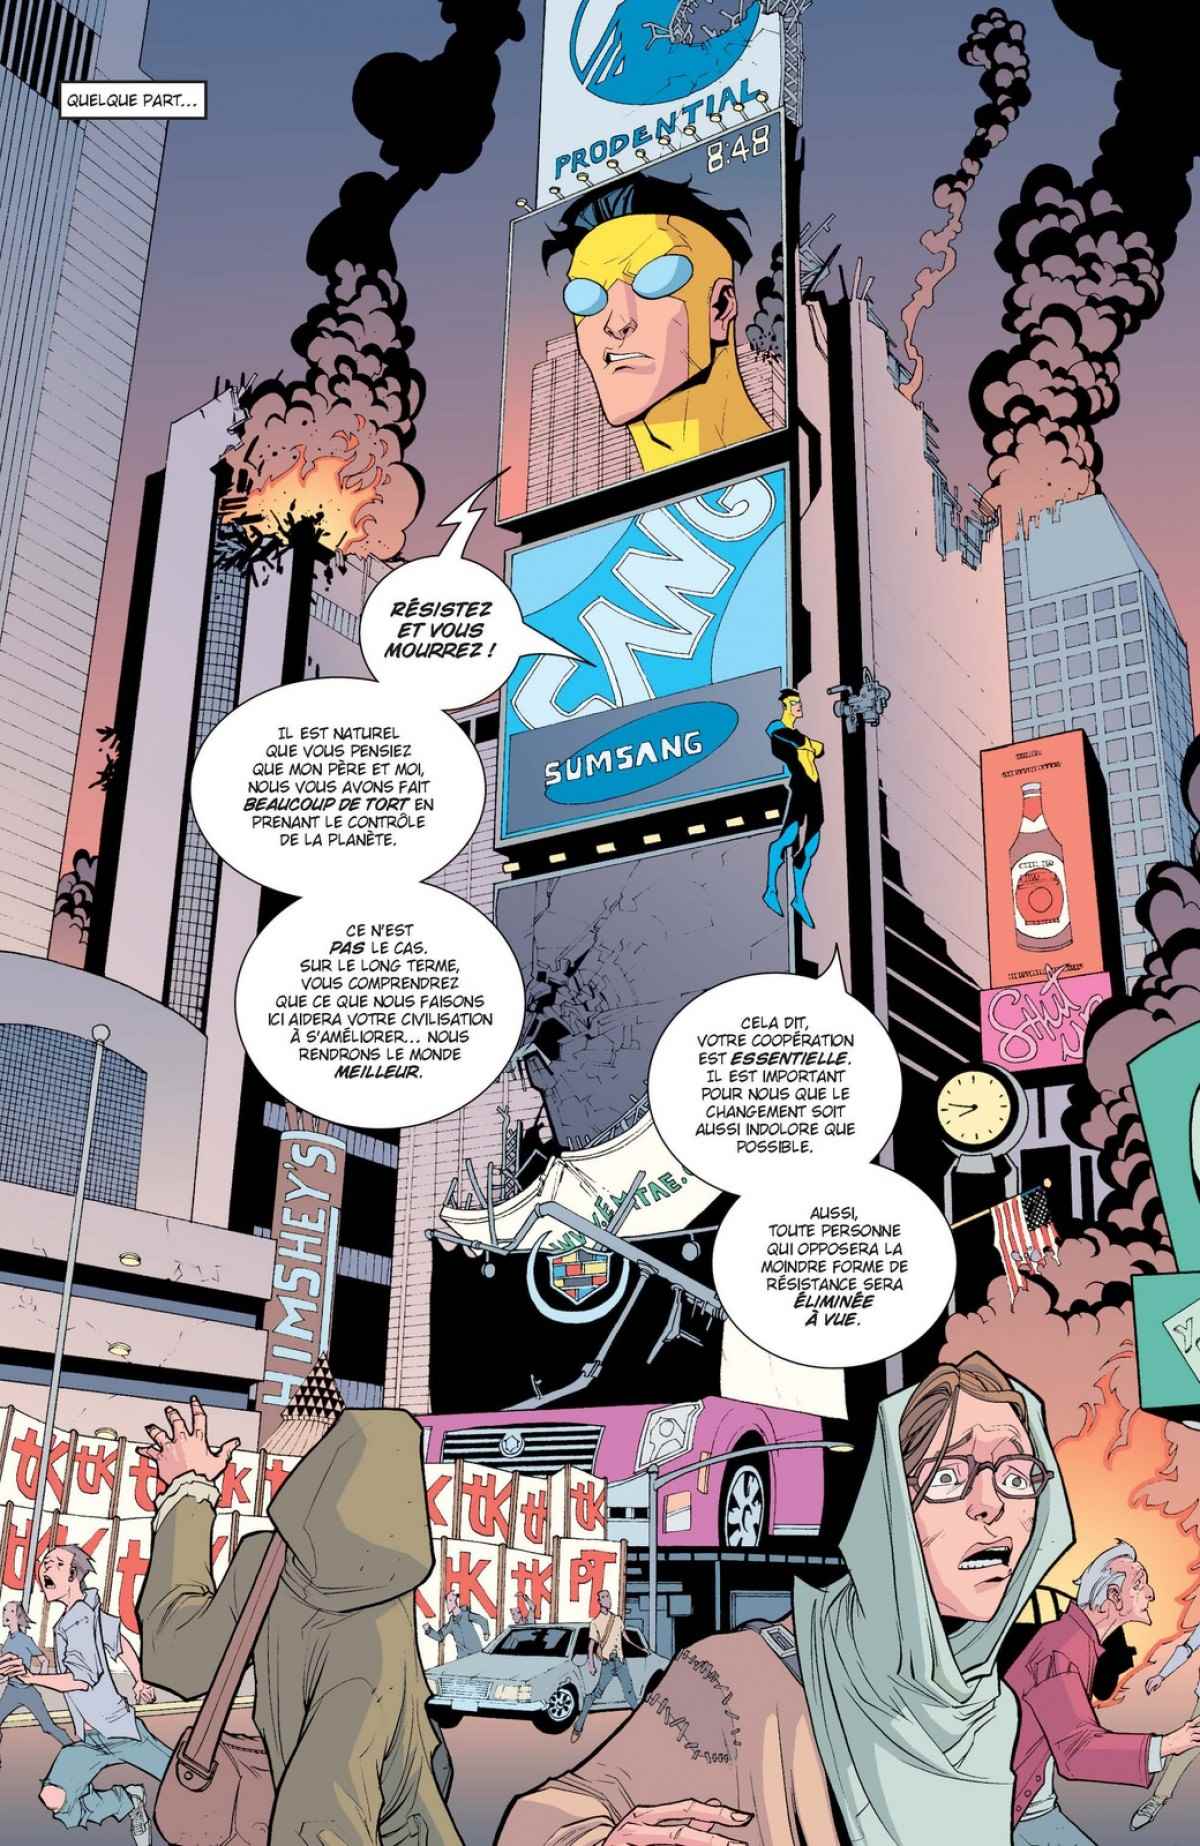 QUELQUE PART...
PRODENTIAL
8:48
RÉSISTEZ
ET VOUS
MOURREZ !
IL EST NATUREL
QUE VOUS PENSIEZ
QUE MON PÈRE ET MOI,
NOUS VOUS AVONS FAIT
BEAUCOUP DE TORT EN
PRENANT LE CONTRÔLE
DE LA PLANÈTE.
SUMSANG
CE N'EST
PAS LE CAS.
SUR LE LONG TERME,
VOUS COMPRENDREZ
QUE CE QUE NOUS FAISONS
ICI AIDERA VOTRE CIVILISATION
À S'AMÉLIORER... NOUS
RENDRONS LE MONDE
MEILLEUR.
CELA DIT,
VOTRE COOPÉRATION
EST ESSENTIELLE.
IL EST IMPORTANT
POUR NOUS QUE LE
CHANGEMENT SOIT
AUSSI INDOLORE QUE
POSSIBLE.
AUSSI,
TOUTE PERSONNE
QUI OPPOSERA LA
MOINDRE FORME DE
RÉSISTANCE SERA
ÉLIMINÉE
À VUE.
HIMSHEY'S